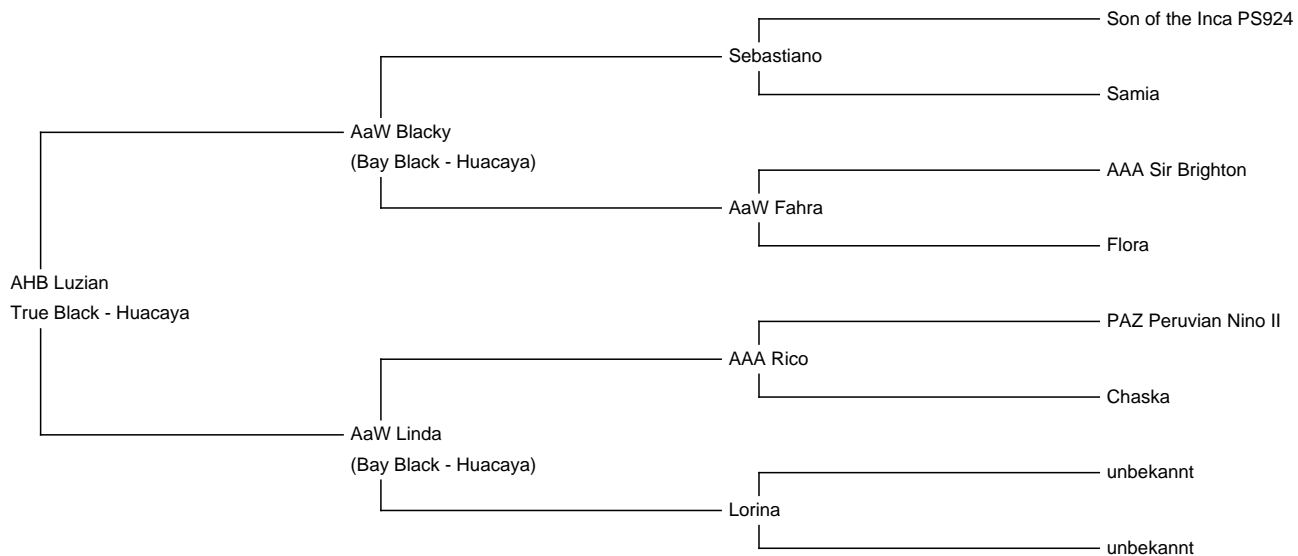 Son of the Inca PS924
Sebastiano
Samia
AaW Blacky
(Bay Black - Huacaya)
AAA Sir Brighton
AaW Fahra
Flora
AHB Luzian
True Black - Huacaya
PAZ Peruvian Nino II
AAA Rico
Chaska
AaW Linda
(Bay Black - Huacaya)
unbekannt
Lorina
unbekannt